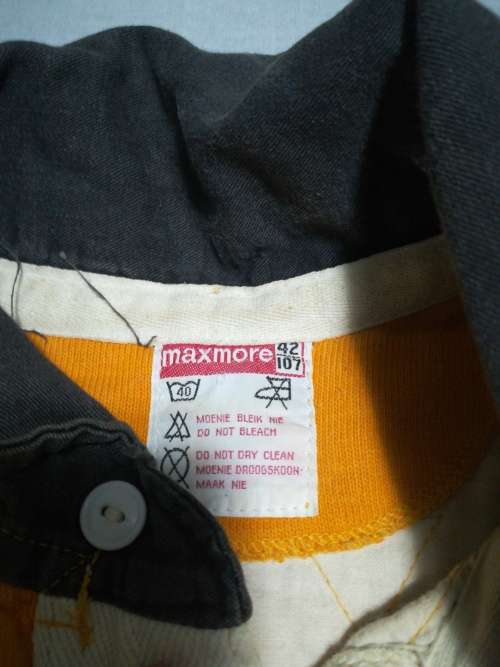 maxmore 42
107
40
MOENIE BLEIK NIE
DO NOT BLEACH
DO NOT DRY CLEAN
MOENIE DROOGSKOON-
MAAK NIE